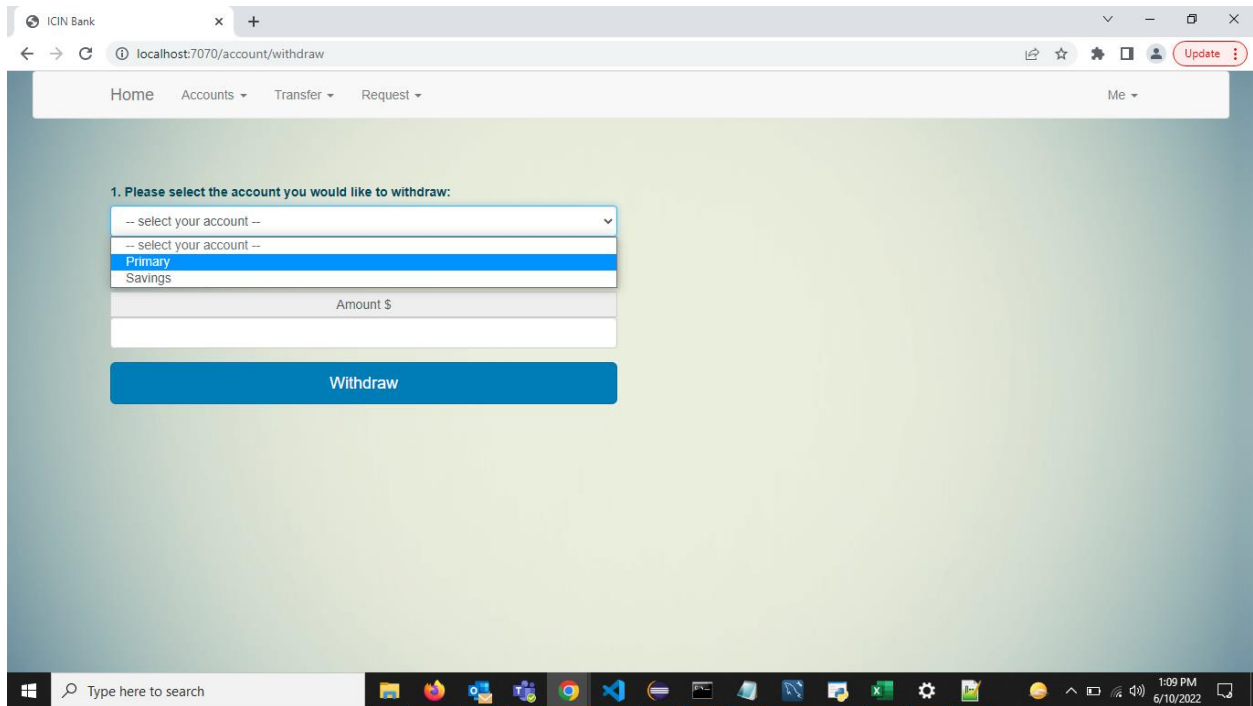 ICIN Bank
localhost:7070/account/withdraw
Update
Home Accounts Transfer Request Me
1. Please select the account you would like to withdraw:
-- select your account --
-- select your account --
Primary
Savings
Amount $
Withdraw
Type here to search
1:09 PM
6/10/2022